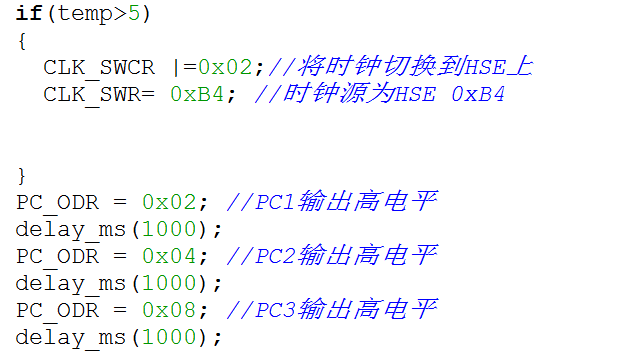 if(temp>5)
{
CLK_SWCR |=0x02;//将时钟切换到HSE上
CLK_SWR= 0xB4; //时钟源为HSE 0xB4
}
PC_ODR = 0x02; //PC1输出高电平
delay_ms(1000);
PC_ODR = 0x04; //PC2输出高电平
delay_ms(1000);
PC_ODR = 0x08; //PC3输出高电平
delay_ms(1000);